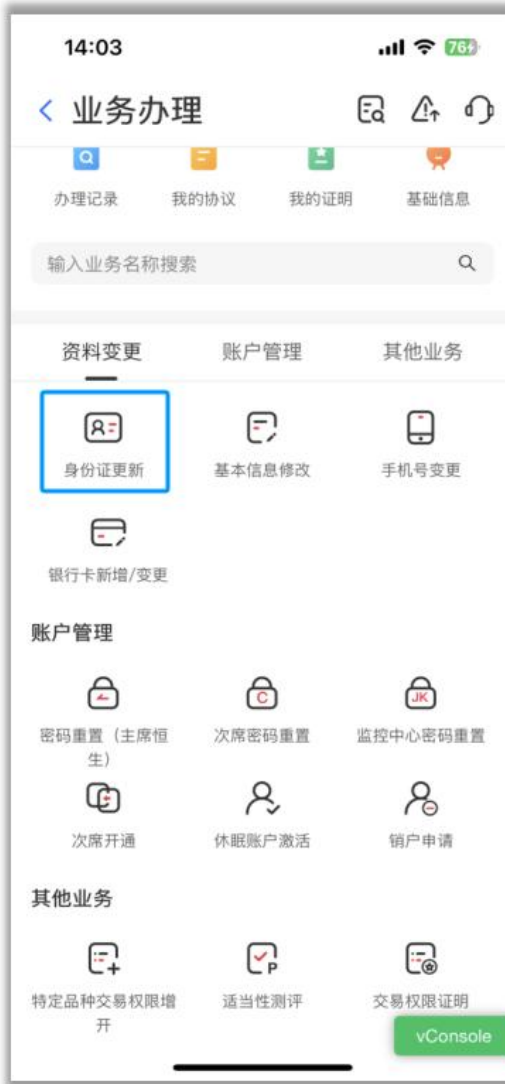 14:03
76
业务办理
办理记录
我的协议
我的证明
基础信息
输入业务名称搜索
资料变更
账户管理
其他业务
身份证更新
基本信息修改
手机号变更
银行卡新增/变更
账户管理
C
JK
密码重置（主席恒
生）
次席密码重置
监控中心密码重置
次席开通
休眠账户激活
销户申请
其他业务
P
特定品种交易权限增
开
适当性测评
交易权限证明
vConsole